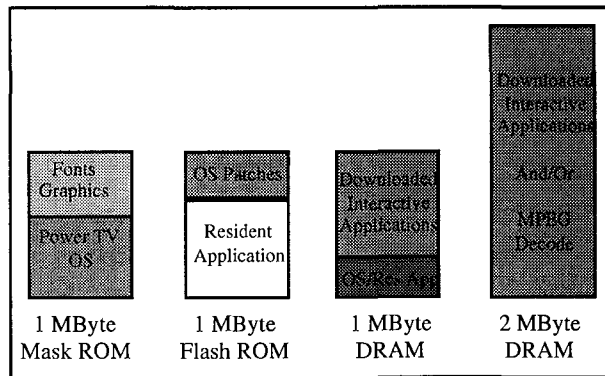 Fonts
Graphics
Power TV
OS
1 MByte
Mask ROM
OS Patches
Resident
Application
1 MByte
Flash ROM
Downloaded
Interactive
Applications
OS/Res App
1 MByte
DRAM
Downloaded
Interactive
Applications
And/Or
MPEG
Decode
2 MByte
DRAM